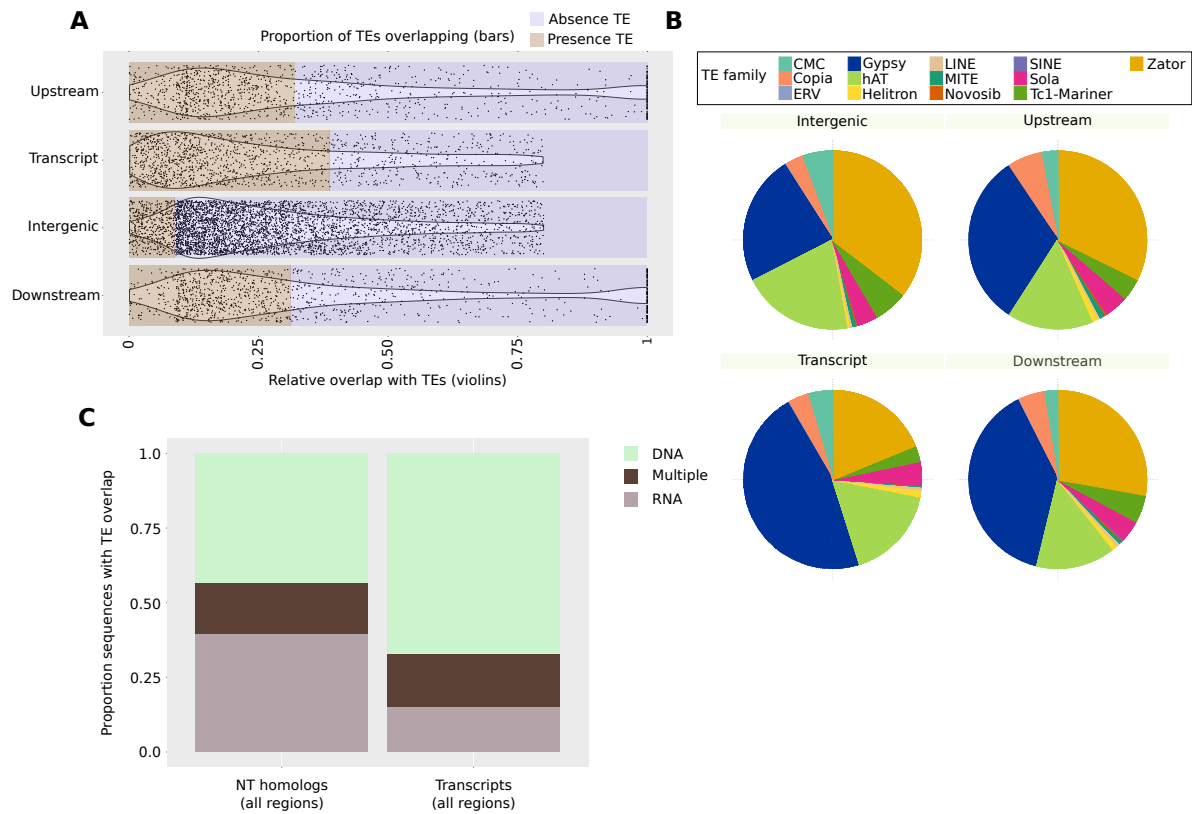 A
Absence TE
Proportion of TEs overlapping (bars)
Presence TE
Upstream
Transcript
Intergenic
Downstream
0
0.25
0.50
0.75
1
Relative overlap with TEs (violins)
B
TE family
CMC
Gypsy
LINE
SINE
Zator
Copia
hAT
MITE
Sola
ERV
Helitron
Novosib
Tc1-Mariner
Intergenic
Upstream
Transcript
Downstream
C
Proportion sequences with TE overlap
1.0
0.75
0.50
0.25
0.0
DNA
Multiple
RNA
NT homologs
(all regions)
Transcripts
(all regions)